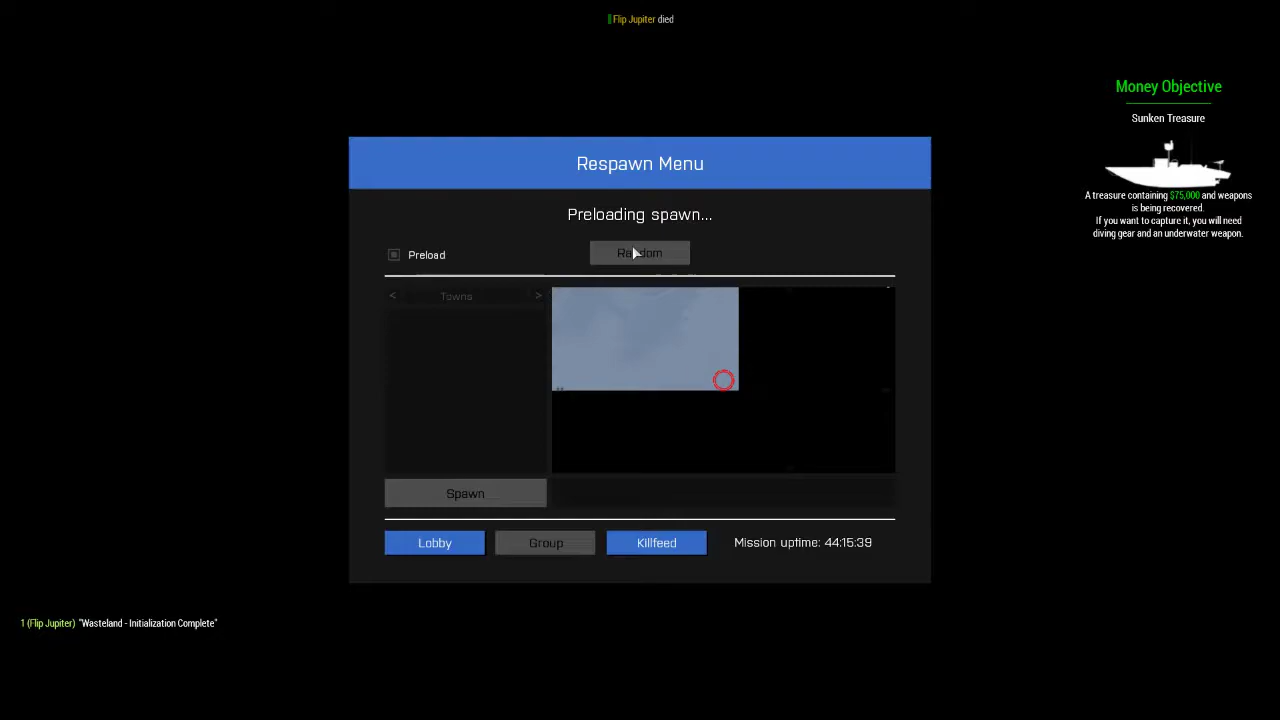 Flip Jupiter died
Money Objective
Sunken Treasure
A treasure containing $75,000 and weapons
is being recovered.
If you want to capture it, you will need
diving gear and an underwater weapon.
Respawn Menu
Preloading spawn...
Preload
Random
< Towns >
Spawn
Lobby
Group
Killfeed
Mission uptime: 44:15:39
1 (Flip Jupiter) "Wasteland - Initialization Complete"